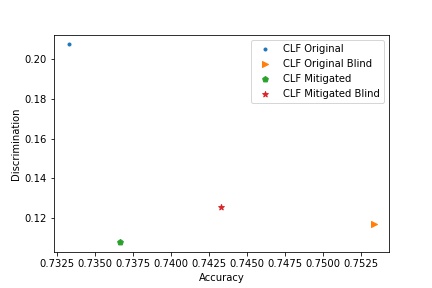 CLF Original
CLF Original Blind
CLF Mitigated
CLF Mitigated Blind
0.20
0.18
0.16
0.14
0.12
Discrimination
0.7325 0.7350 0.7375 0.7400 0.7425 0.7450 0.7475 0.7500 0.7525
Accuracy